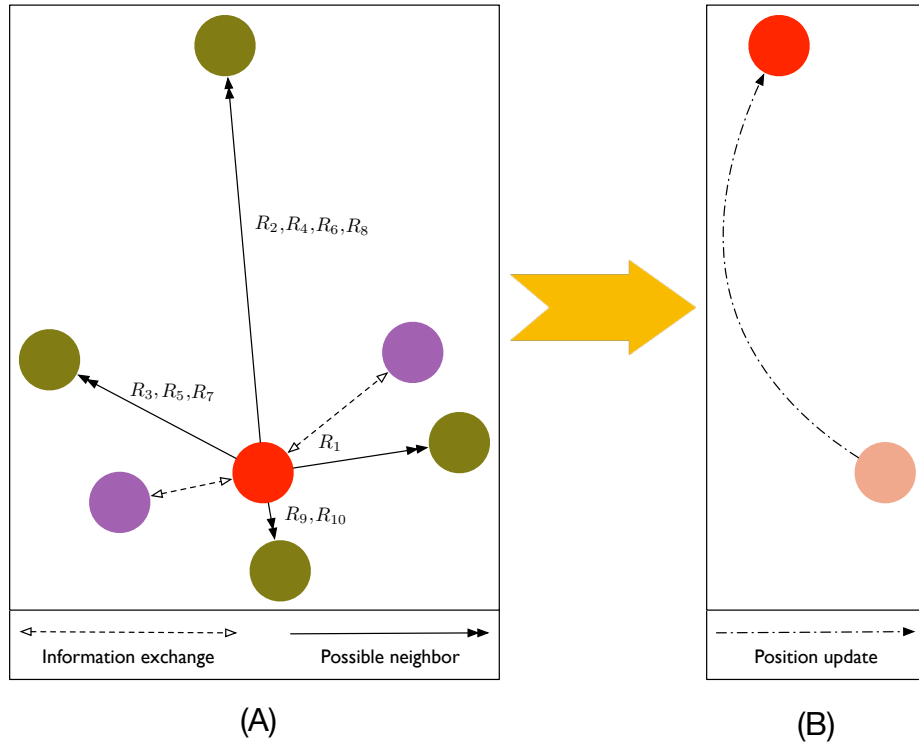 R₂,R₄,R₆,R₈
R₃,R₅,R₇
R₁
R₉,R₁₀
Information exchange
Possible neighbor
Position update
(A)
(B)